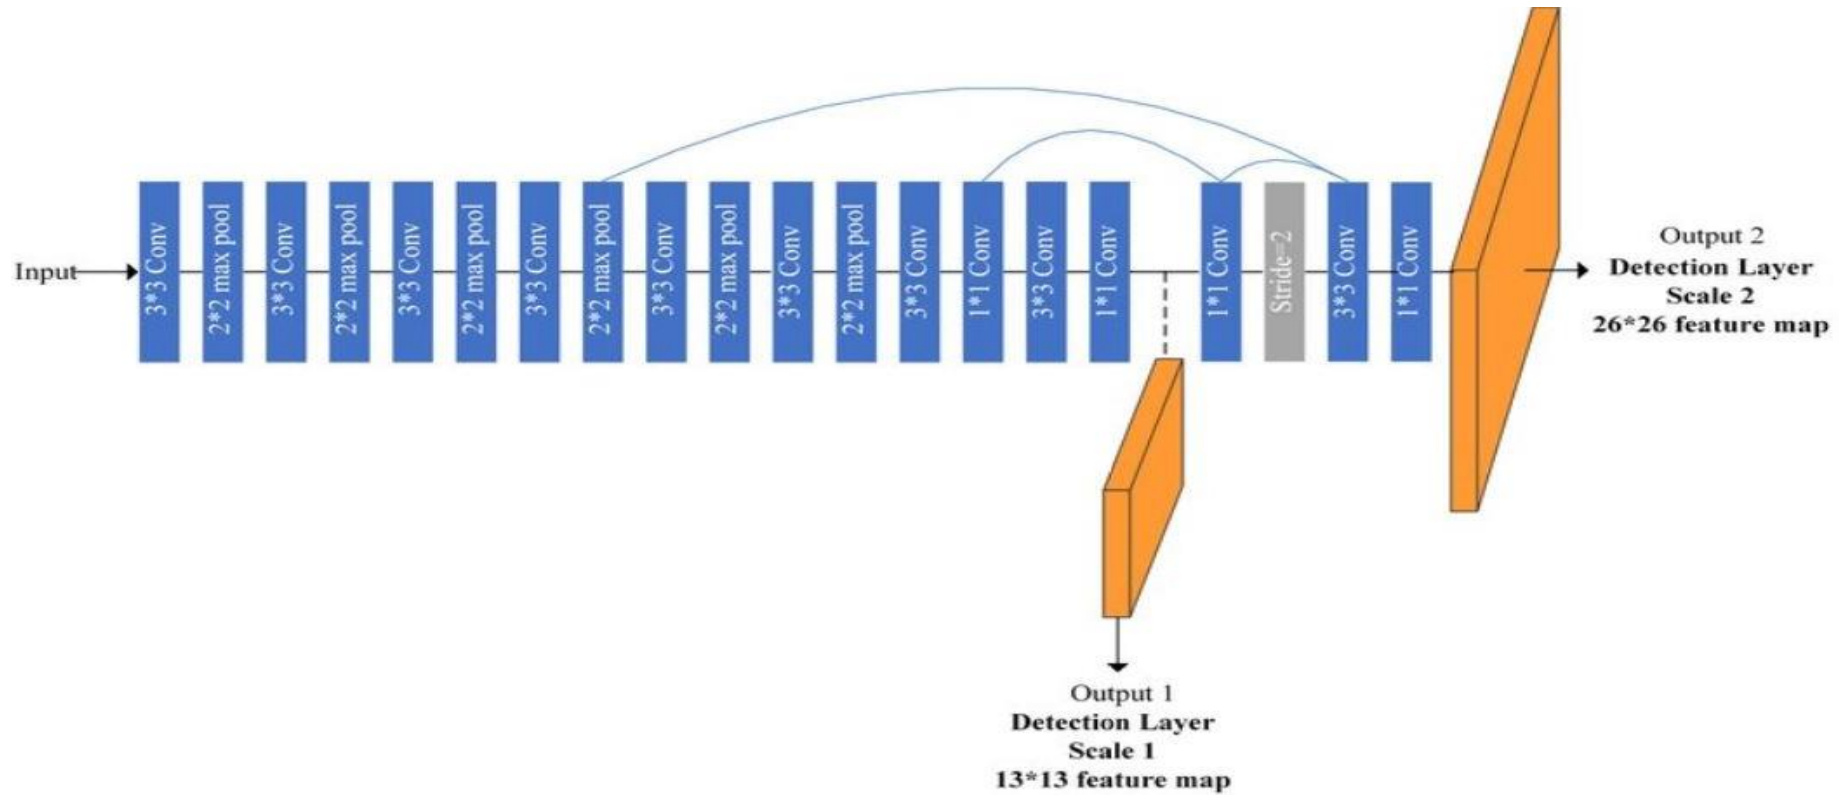 Input
3*3 Conv
2*2 max pool
3*3 Conv
2*2 max pool
3*3 Conv
2*2 max pool
3*3 Conv
2*2 max pool
3*3 Conv
2*2 max pool
3*3 Conv
2*2 max pool
3*3 Conv
1*1 Conv
3*3 Conv
1*1 Conv
1*1 Conv
Stride=2
3*3 Conv
1*1 Conv
Output 2
Detection Layer
Scale 2
26*26 feature map
Output 1
Detection Layer
Scale 1
13*13 feature map